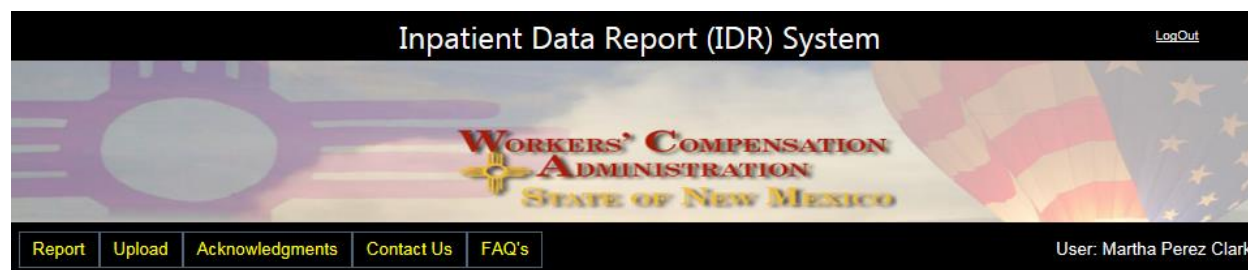 Inpatient Data Report (IDR) System
LogOut
WORKERS' COMPENSATION
ADMINISTRATION
STATE OF NEW MEXICO
Report Upload Acknowledgments Contact Us FAQ's User: Martha Perez Clark